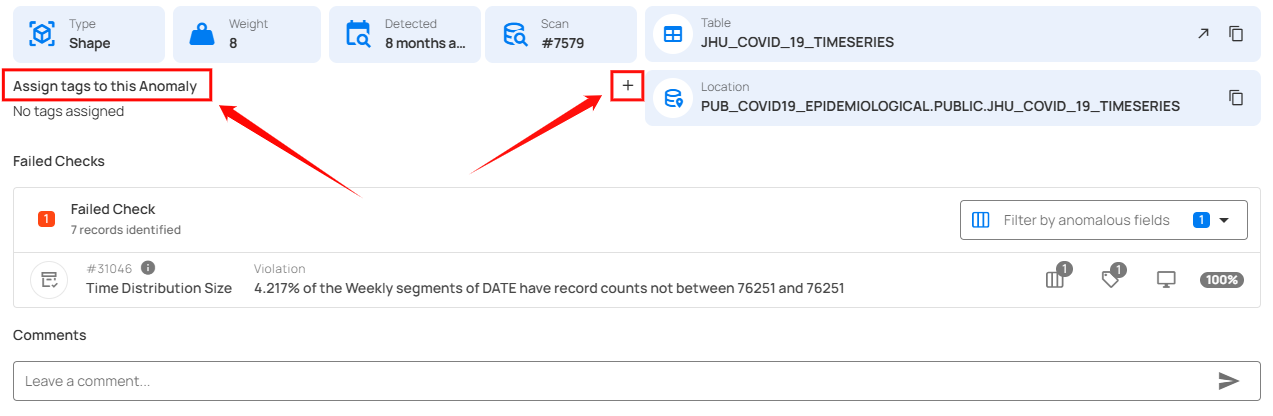 Type
Shape
Weight
8
Detected
8 months a...
Scan
#7579
Table
JHU_COVID_19_TIMESERIES
Assign tags to this Anomaly
+
No tags assigned
Location
PUB_COVID19_EPIDEMIOLOGICAL.PUBLIC.JHU_COVID_19_TIMESERIES
Failed Checks
1
Failed Check
7 records identified
Filter by anomalous fields
1
#31046
Time Distribution Size
Violation
4.217% of the Weekly segments of DATE have record counts not between 76251 and 76251
1
1
100%
Comments
Leave a comment...